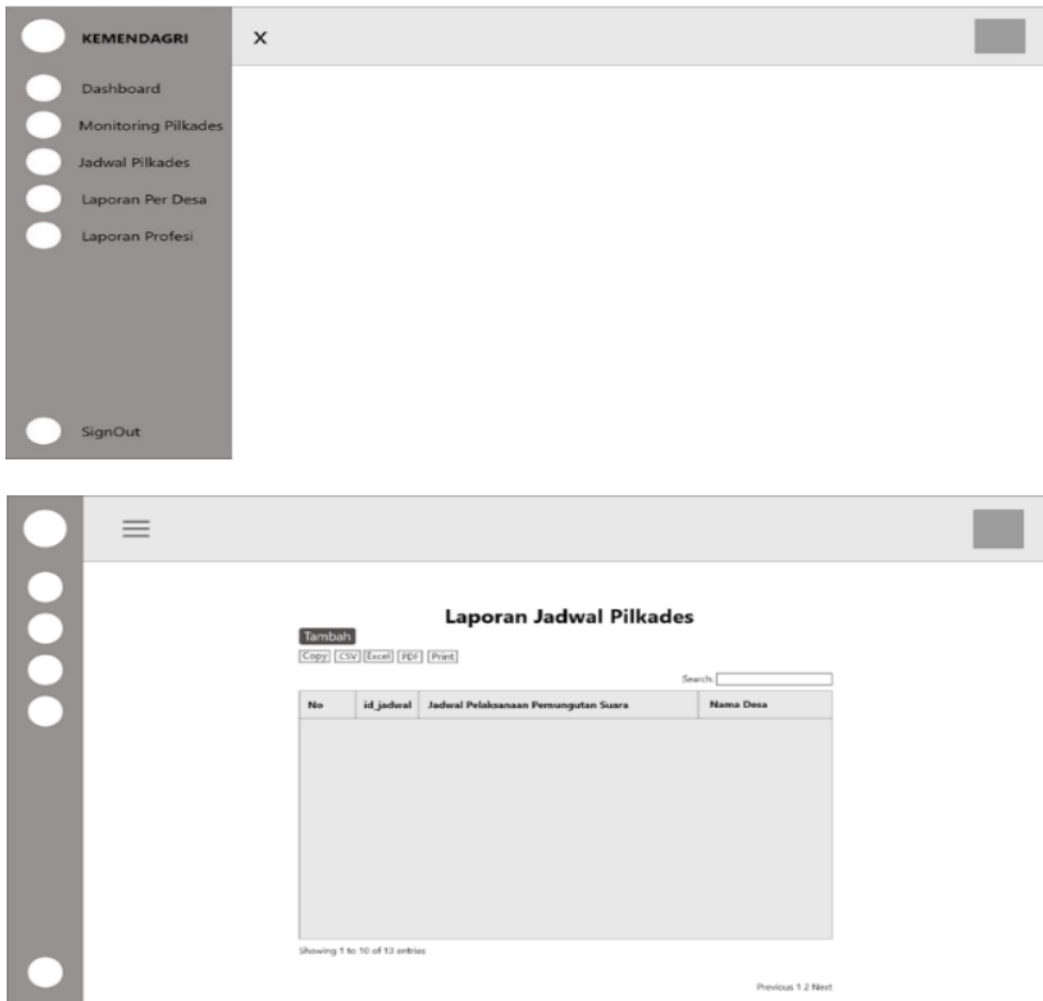 KEMENDAGRI X
Dashboard
Monitoring Pilkades
Jadwal Pilkades
Laporan Per Desa
Laporan Profesi
SignOut
Laporan Jadwal Pilkades
Tambah
Copy CSV Excel PDF Print
Search:
No id_jadwal Jadwal Pelaksanaan Pemungutan Suara Nama Desa
Showing 1 to 10 of 13 entries
Previous 1 2 Next